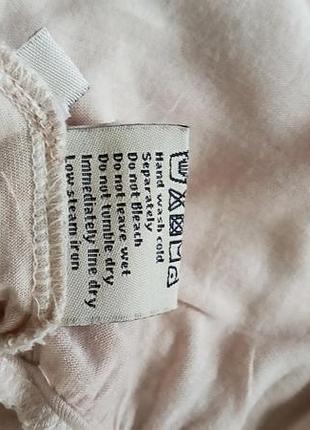 Hand wash cold
Separately
Do not Bleach
Do not leave wet
Do not tumble dry
Immediately line dry
Low steam iron